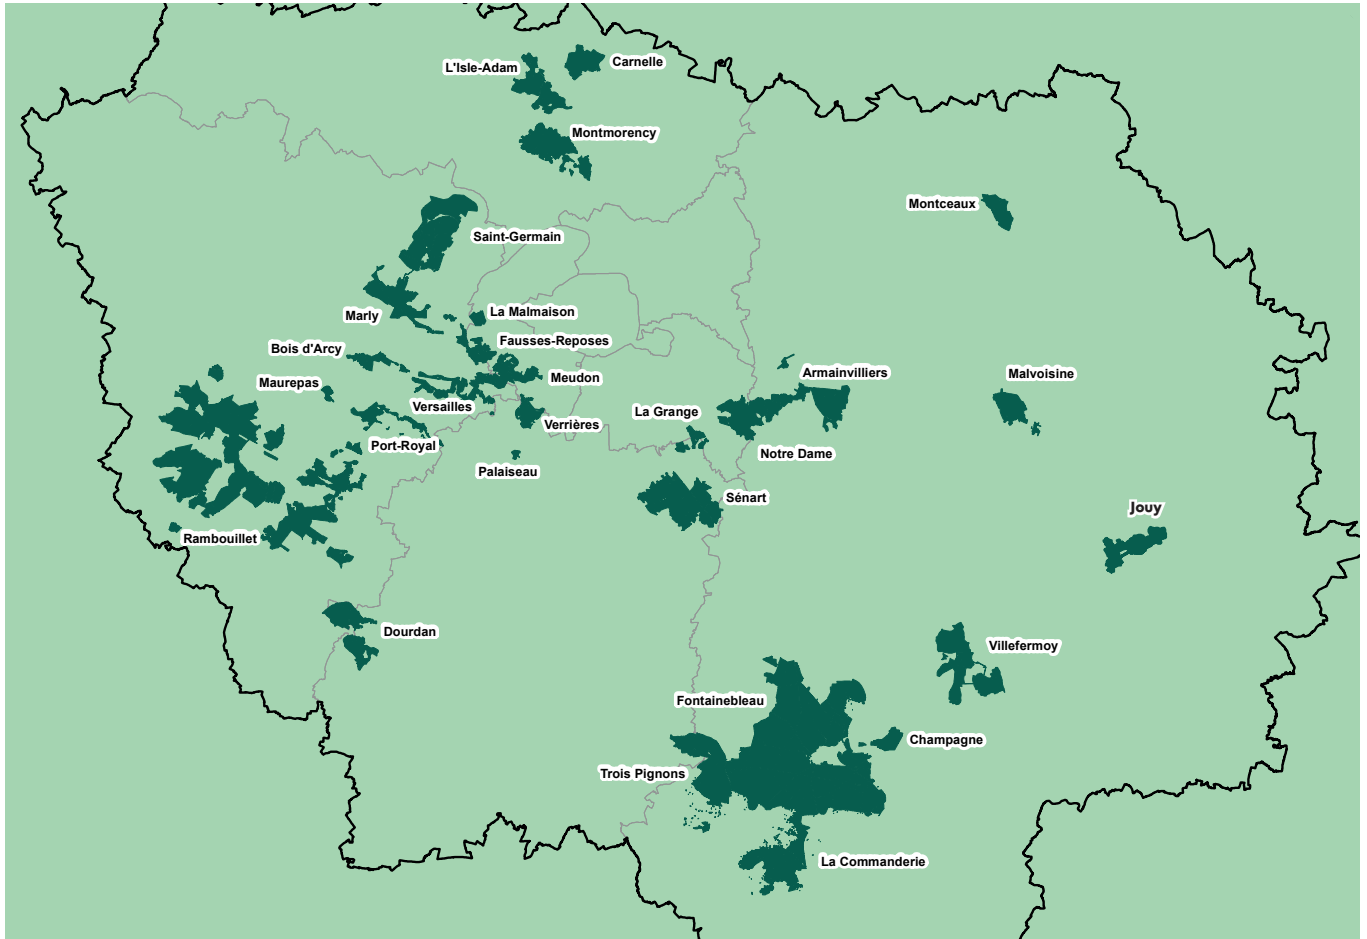 L'Isle-Adam
Carnelle
Montmorency
Montceaux
Saint-Germain
Marly
La Malmaison
Fausses-Reposes
Bois d'Arcy
Meudon
Maurepas
Armainvilliers
Malvoisine
Versailles
La Grange
Verrières
Port-Royal
Notre Dame
Palaiseau
Sénart
Jouy
Rambouillet
Dourdan
Villefermoy
Fontainebleau
Champagne
Trois Pignons
La Commanderie